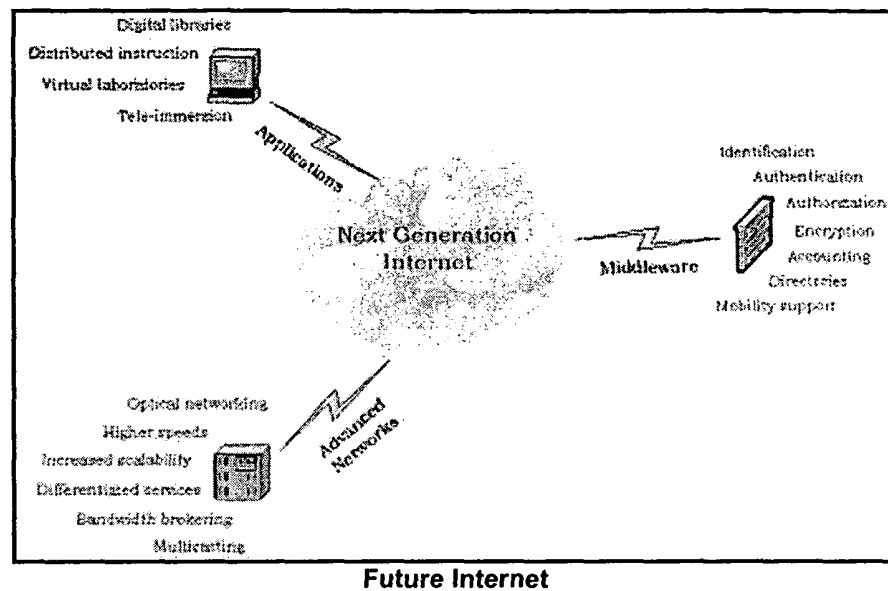 Digital libraries
Distributed instruction
Virtual laboratories
Tele-immersion
Applications
Identification
Authentication
Authorization
Encryption
Accounting
Directories
Mobility support
Next Generation
Internet
Middleware
Optical networking
Higher speeds
Increased scalability
Differentiated services
Bandwidth brokering
Multicasting
Advanced
Networks
Future Internet